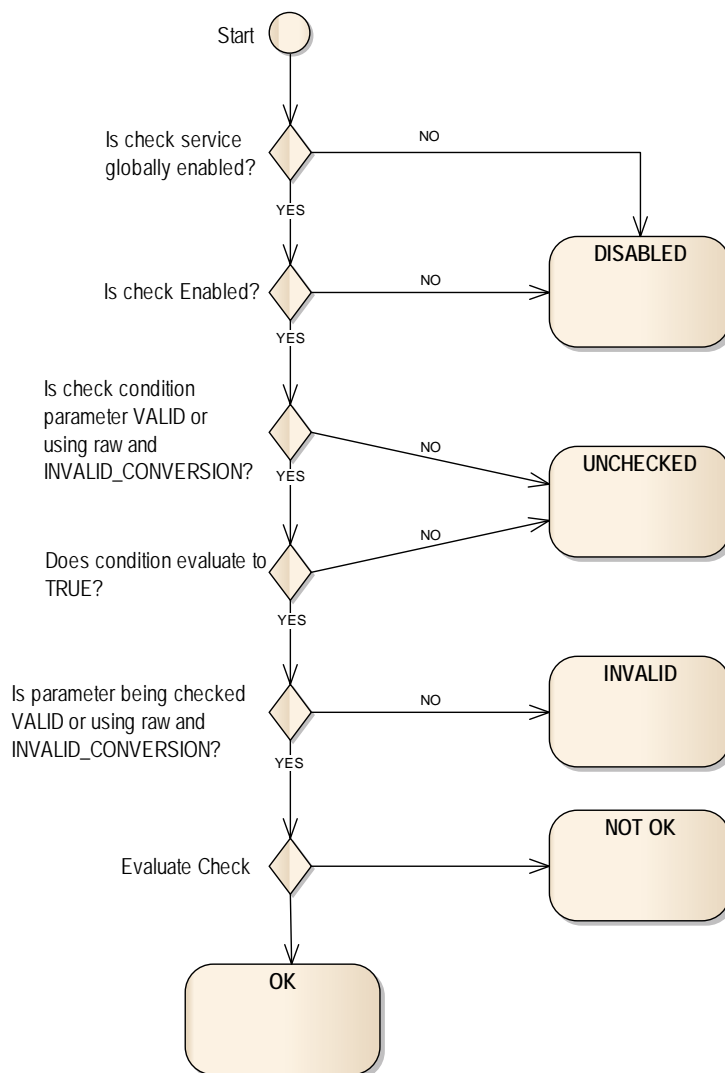 Start
Is check service
globally enabled?
NO
YES
DISABLED
Is check Enabled?
NO
YES
Is check condition
parameter VALID or
using raw and
INVALID_CONVERSION?
NO
YES
UNCHECKED
Does condition evaluate to
TRUE?
NO
YES
Is parameter being checked
VALID or using raw and
INVALID_CONVERSION?
NO
YES
INVALID
Evaluate Check
NOT OK
OK